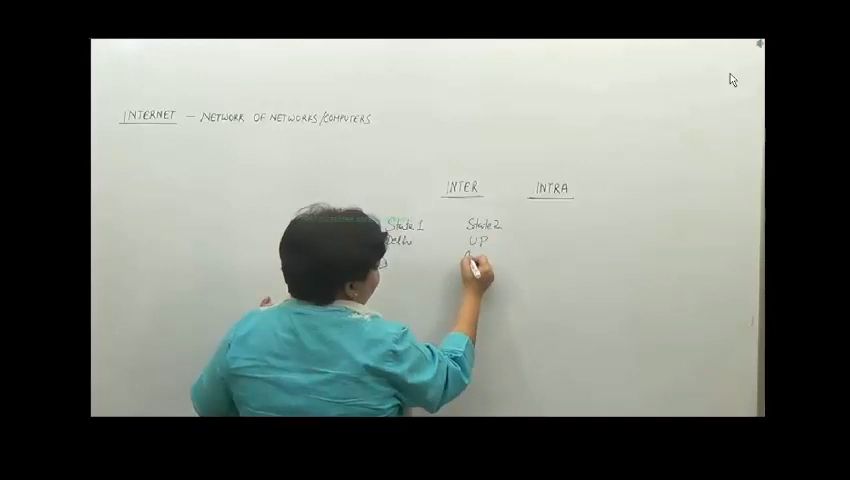 INTERNET — NETWORK OF NETWORKS/COMPUTERS
INTER INTRA
State 1 State 2
Delhi UP